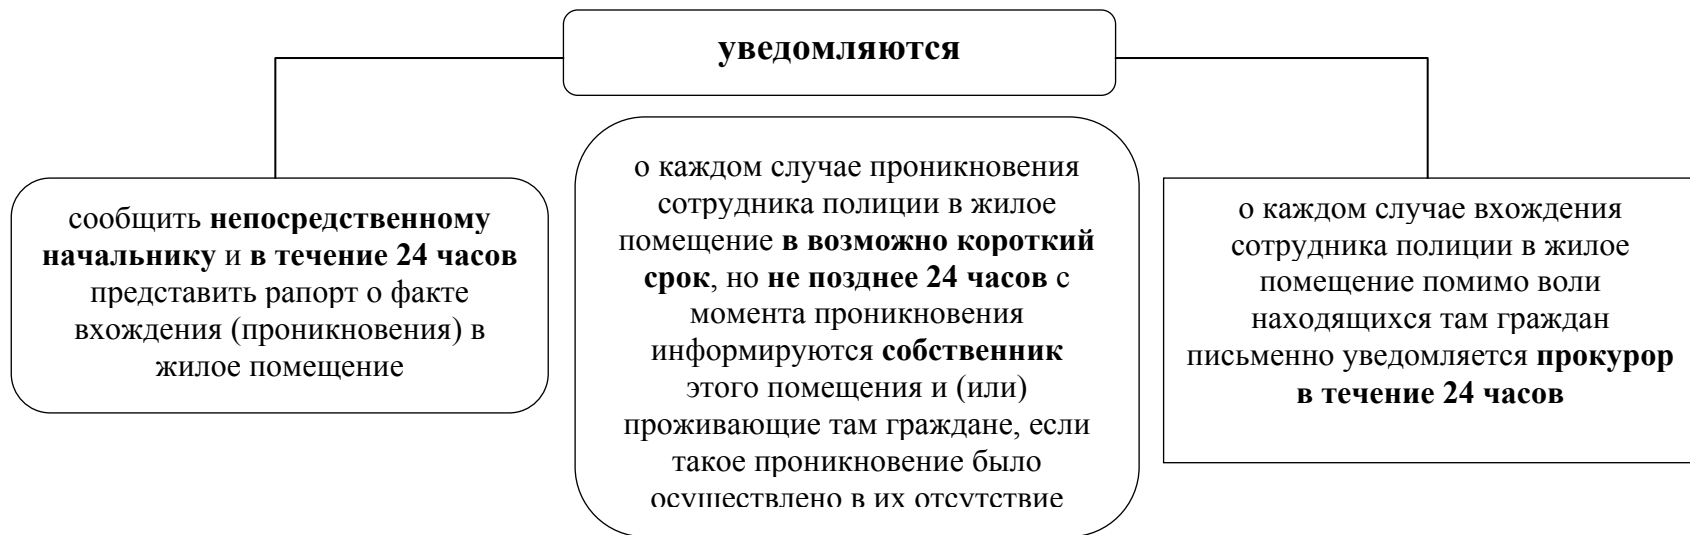 уведомляются
сообщить непосредственному
начальнику и в течение 24 часов
представить рапорт о факте
вхождения (проникновения) в
жилое помещение
о каждом случае проникновения
сотрудника полиции в жилое
помещение в возможно короткий
срок, но не позднее 24 часов с
момента проникновения
информируются собственник
этого помещения и (или)
проживающие там граждане, если
такое проникновение было
осуществлено в их отсутствие
о каждом случае вхождения
сотрудника полиции в жилое
помещение помимо воли
находящихся там граждан
письменно уведомляется прокурор
в течение 24 часов